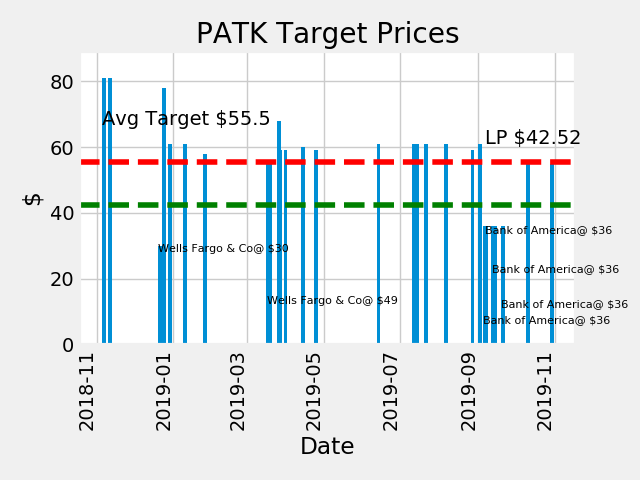 PATK Target Prices
80
60
40
20
0
$
Avg Target $55.5
LP $42.52
Wells Fargo & Co@ $30
Wells Fargo & Co@ $49
Bank of America@ $36
Bank of America@ $36
Bank of America@ $36
Bank of America@ $36
2018-11
2019-01
2019-03
2019-05
2019-07
2019-09
2019-11
Date